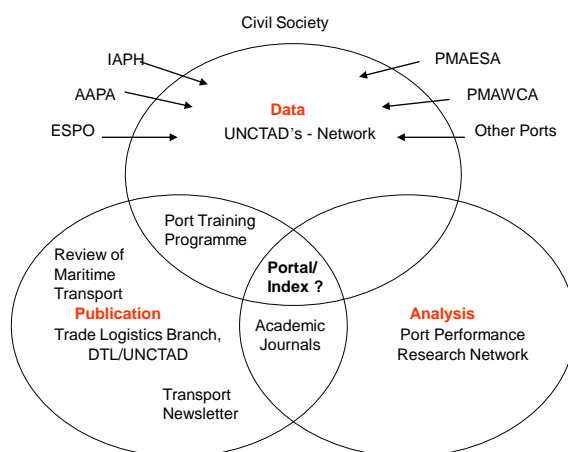 Civil Society
IAPH
PMAESA
AAPA
PMAWCA
Data
ESPO
UNCTAD's - Network
Other Ports
Port Training
Programme
Review of
Maritime
Transport
Portal/
Index ?
Publication
Trade Logistics Branch,
DTL/UNCTAD
Academic
Journals
Analysis
Port Performance
Research Network
Transport
Newsletter